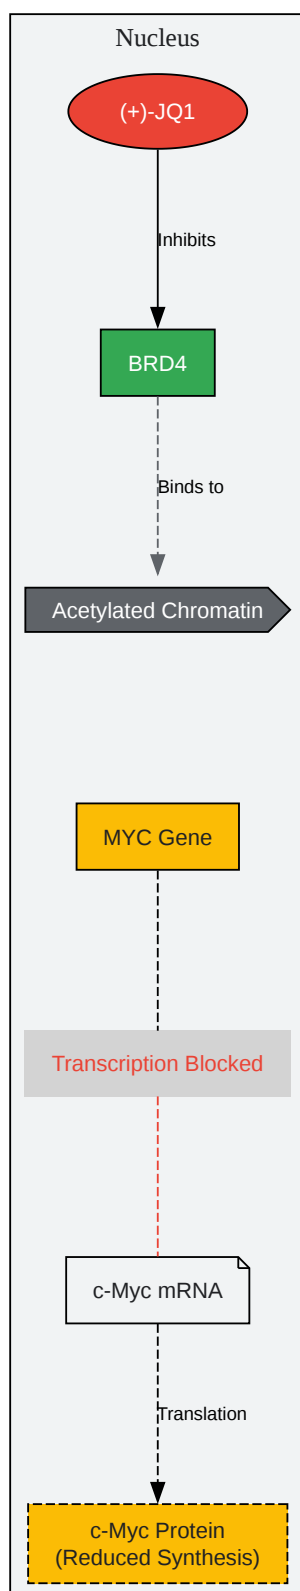 Nucleus
(+)-JQ1
Inhibits
BRD4
Binds to
Acetylated Chromatin
MYC Gene
Transcription Blocked
c-Myc mRNA
Translation
c-Myc Protein
(Reduced Synthesis)